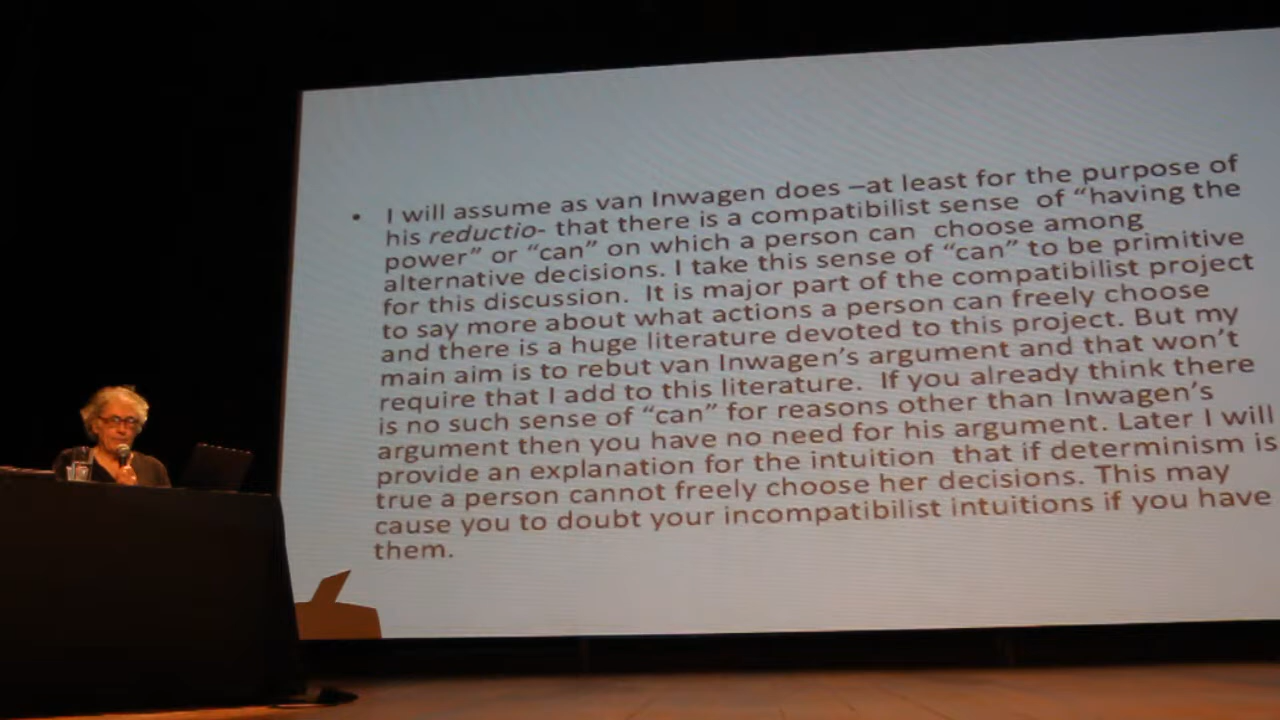 • I will assume as van Inwagen does –at least for the purpose of
his reductio- that there is a compatibilist sense of “having the
power” or “can” on which a person can choose among
alternative decisions. I take this sense of “can” to be primitive
for this discussion. It is major part of the compatibilist project
to say more about what actions a person can freely choose
and there is a huge literature devoted to this project. But my
main aim is to rebut van Inwagen’s argument and that won’t
require that I add to this literature. If you already think there
is no such sense of “can” for reasons other than Inwagen’s
argument then you have no need for his argument. Later I will
provide an explanation for the intuition that if determinism is
true a person cannot freely choose her decisions. This may
cause you to doubt your incompatibilist intuitions if you have
them.